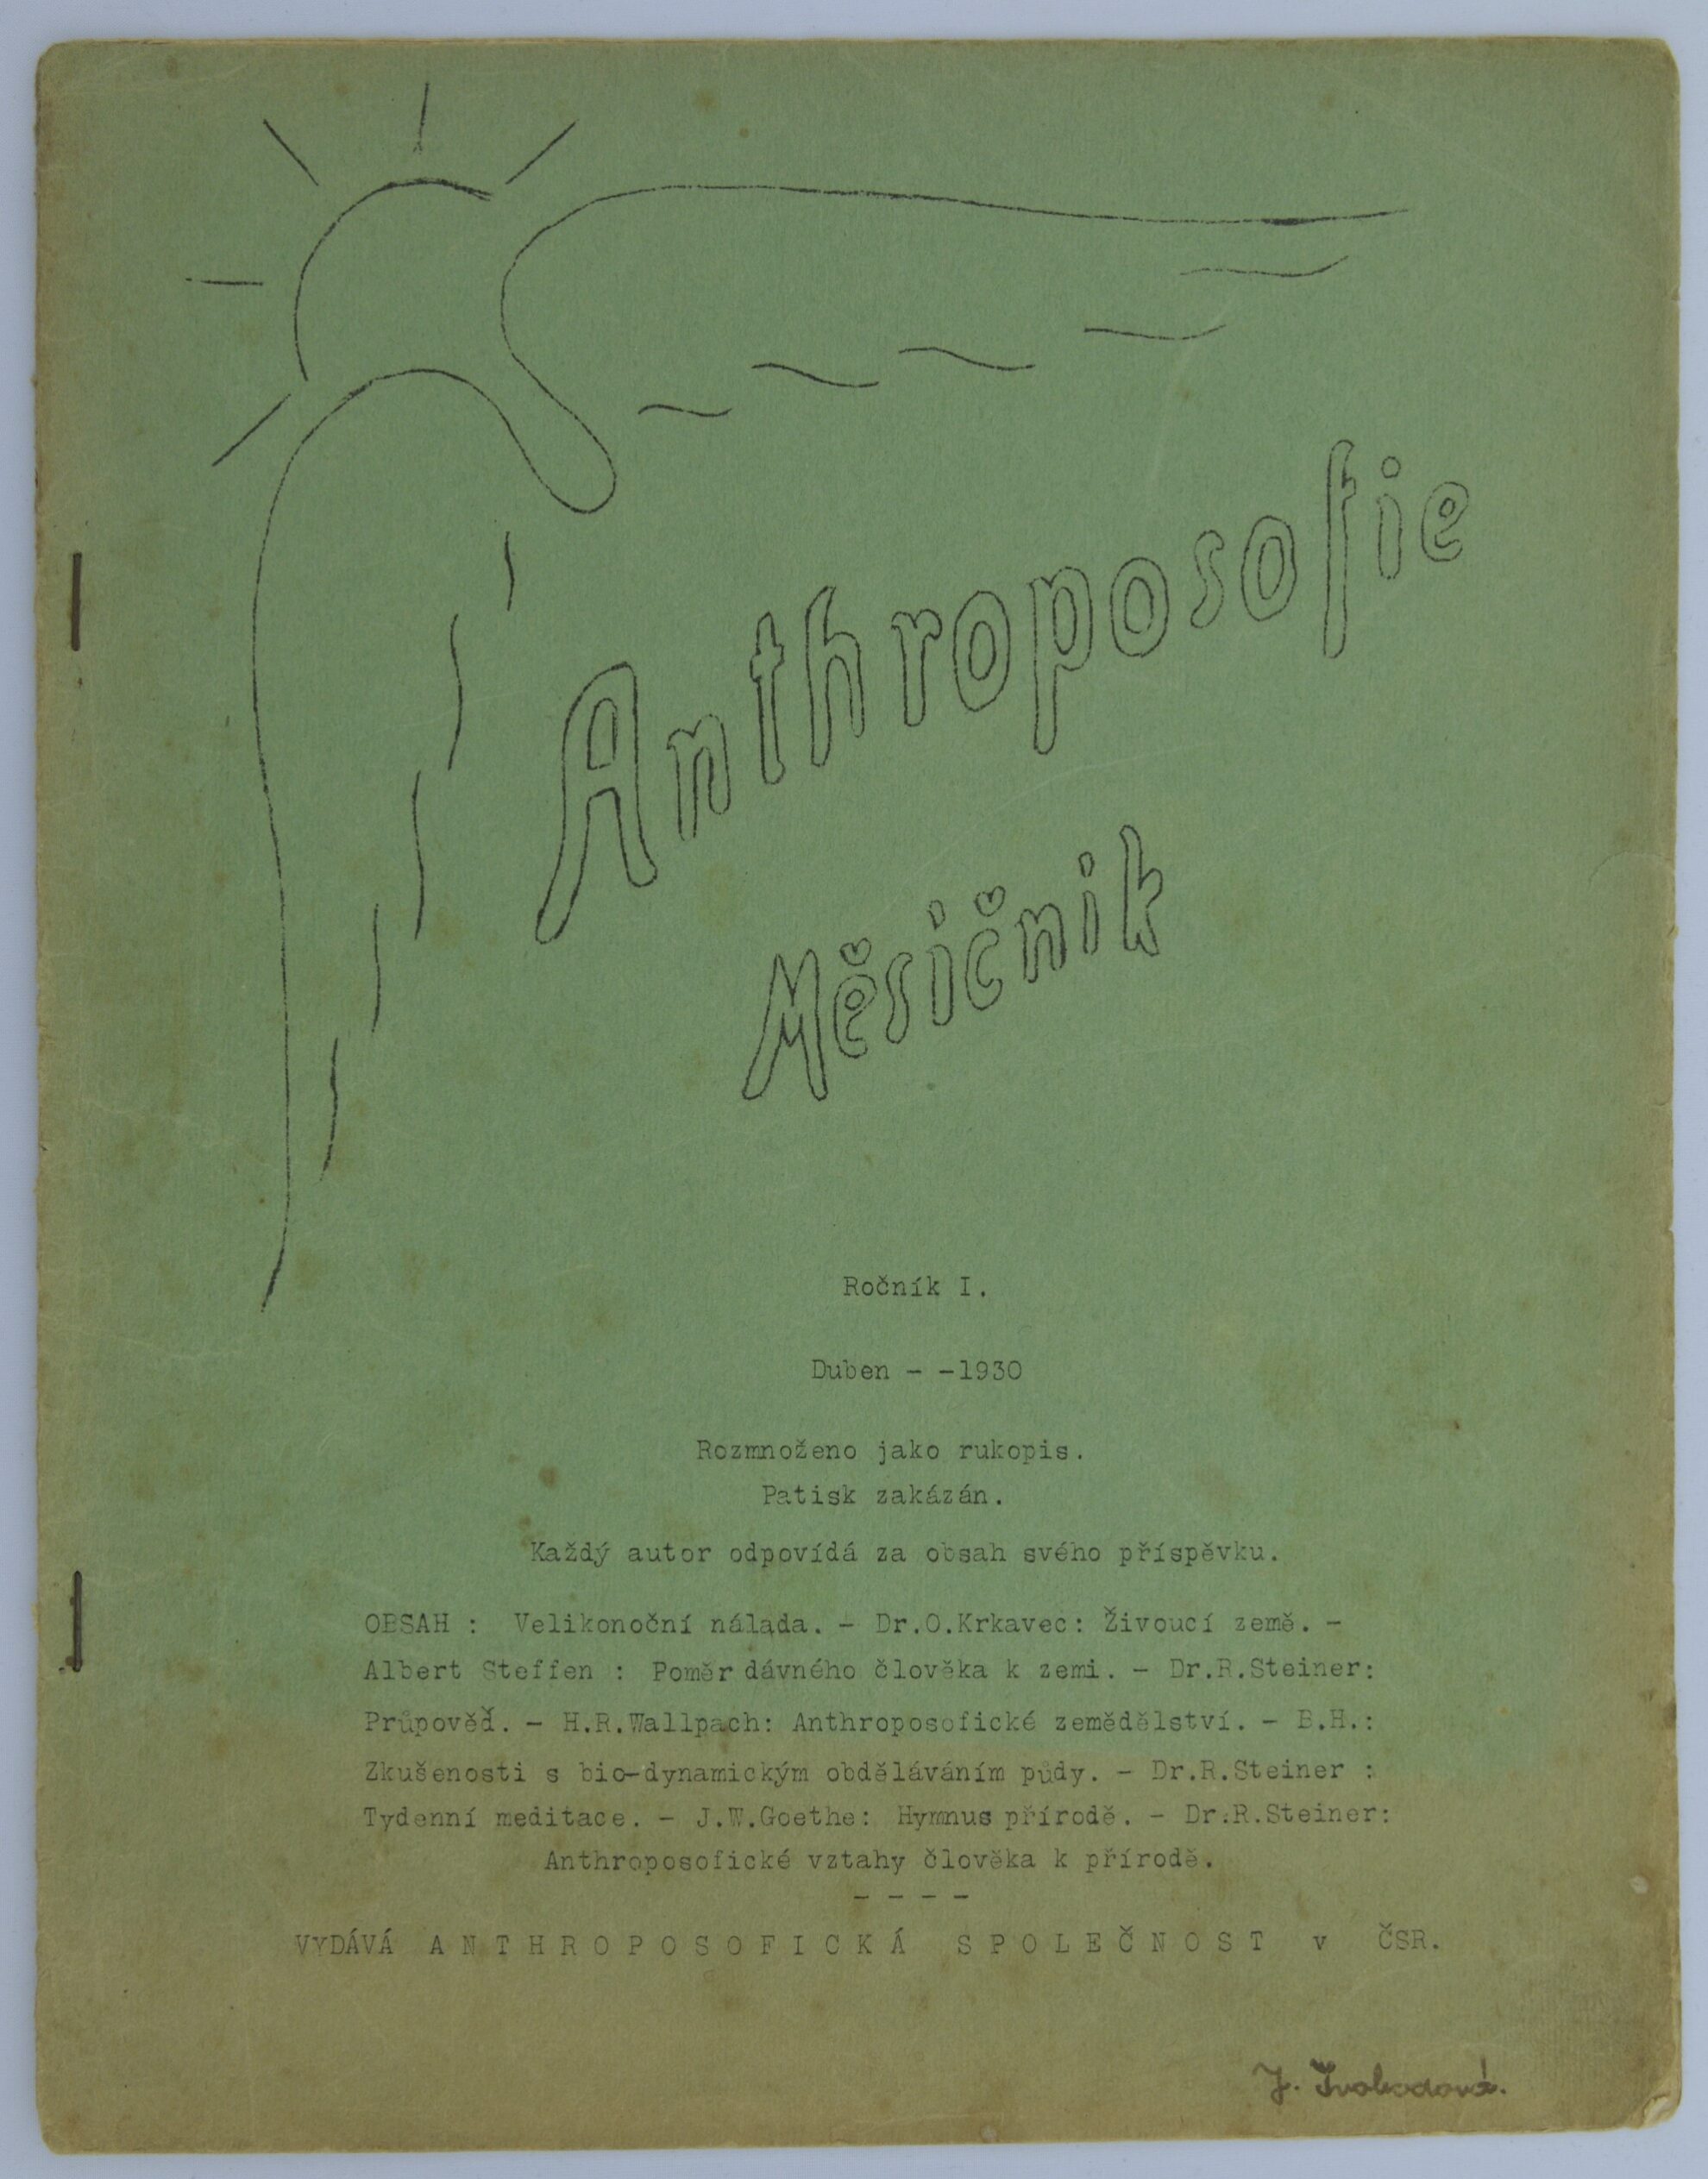 Anthroposofie
Měsičnik
Ročník I.
Duben - -1930
Rozmnoženo jako rukopis.
Patisk zakázán.
Každý autor odpovídá za obsah svého příspěvku.
OBSAH : Velikonoční nálada. - Dr.O.Krkavec: Živoucí země. -
Albert Steffen : Poměr dávného člověka k zemi. - Dr.R.Steiner:
Průpověď. - H.R.Wallpach: Anthroposofické zemědělství. - B.H.:
Zkušenosti s bio-dynamickým obděláváním půdy. - Dr.R.Steiner :
Tydenní meditace. - J.W.Goethe: Hymnus přírodě. - Dr.R.Steiner:
Anthroposofické vztahy člověka k přírodě.
- - - -
VYDÁVÁ A N T H R O P O S O F I C K Á S P O L E Č N O S T v ČSR.
J. Svobodová.